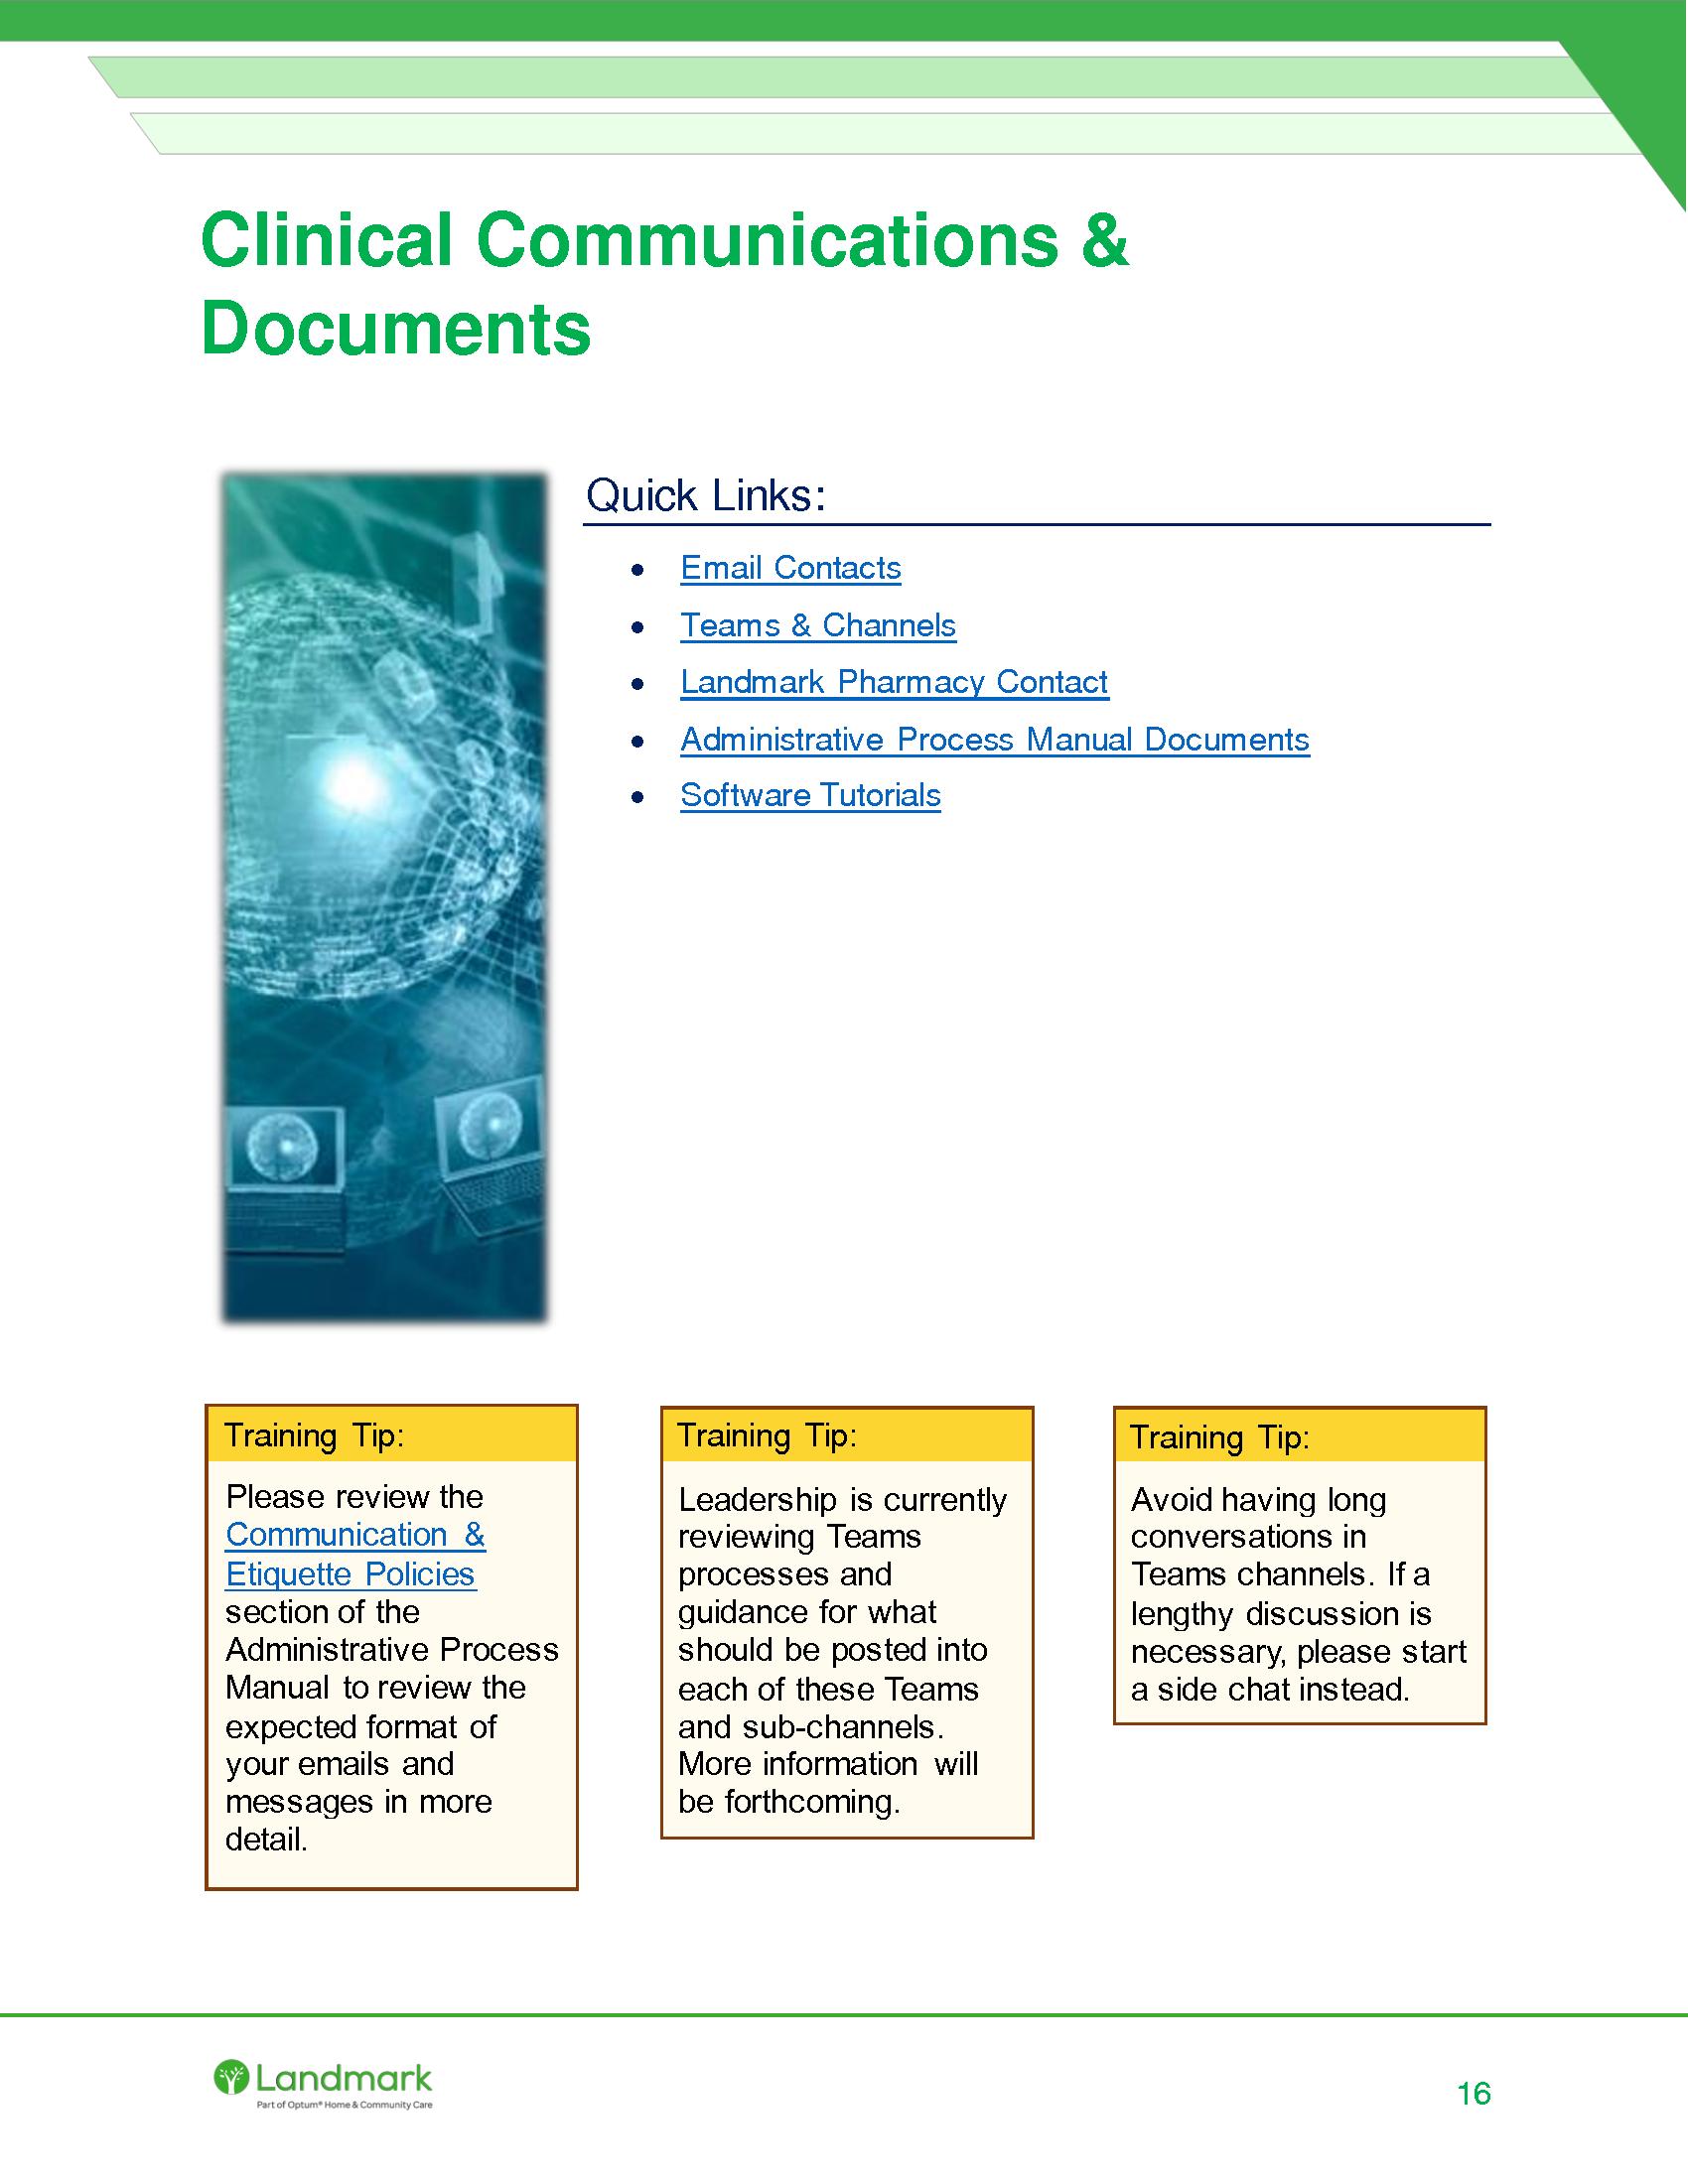 Clinical Communications &
Documents
Quick Links:
• Email Contacts
• Teams & Channels
• Landmark Pharmacy Contact
• Administrative Process Manual Documents
• Software Tutorials
Training Tip:
Please review the
Communication &
Etiquette Policies
section of the
Administrative Process
Manual to review the
expected format of
your emails and
messages in more
detail.
Training Tip:
Leadership is currently
reviewing Teams
processes and
guidance for what
should be posted into
each of these Teams
and sub-channels.
More information will
be forthcoming.
Training Tip:
Avoid having long
conversations in
Teams channels. If a
lengthy discussion is
necessary, please start
a side chat instead.
Landmark
Part of Optum® Home & Community Care
16